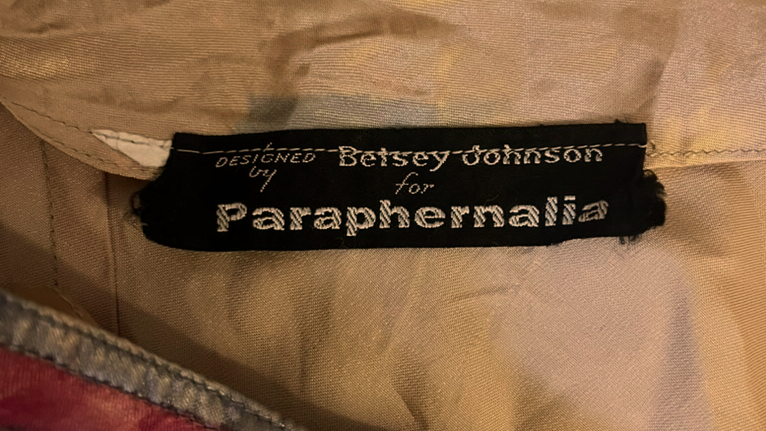 DESIGNED by Betsey Johnson
for
Paraphernalia